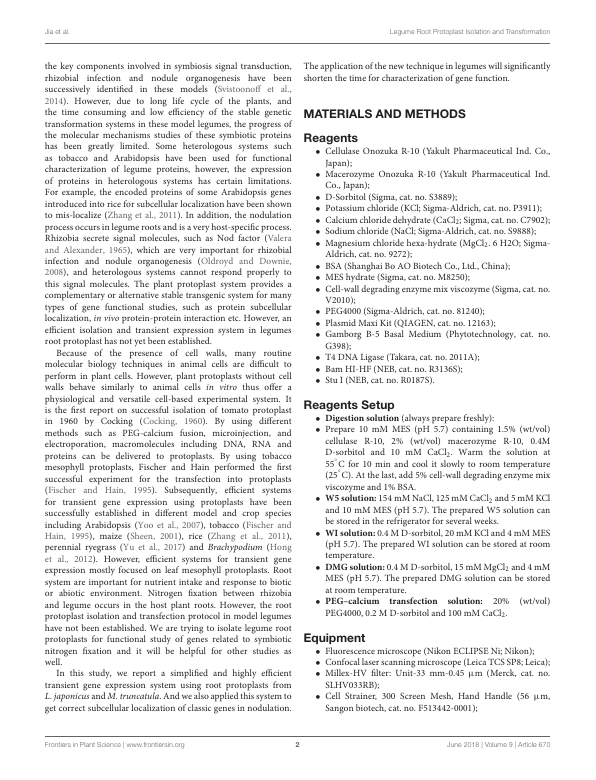 Jia et al.
Legume Root Protoplast Isolation and Transformation
the key components involved in symbiosis signal transduction,
rhizobial infection and nodule organogenesis have been
successively identified in these models (Svistoonoff et al.,
2014). However, due to long life cycle of the plants, and
the time consuming and low efficiency of the stable genetic
transformation systems in these model legumes, the progress of
the molecular mechanisms studies of these symbiotic proteins
has been greatly limited. Some heterologous systems such
as tobacco and Arabidopsis have been used for functional
characterization of legume proteins, however, the expression
of proteins in heterologous systems has certain limitations.
For example, the encoded proteins of some Arabidopsis genes
introduced into rice for subcellular localization have been shown
to mis-localize (Zhang et al., 2011). In addition, the nodulation
process occurs in legume roots and is a very host-specific process.
Rhizobia secrete signal molecules, such as Nod factor (Valera
and Alexander, 1965), which are very important for rhizobial
infection and nodule organogenesis (Oldroyd and Downie,
2008), and heterologous systems cannot respond properly to
this signal molecules. The plant protoplast system provides a
complementary or alternative stable transgenic system for many
types of gene functional studies, such as protein subcellular
localization, in vivo protein-protein interaction etc. However, an
efficient isolation and transient expression system in legumes
root protoplast has not yet been established.
Because of the presence of cell walls, many routine
molecular biology techniques in animal cells are difficult to
perform in plant cells. However, plant protoplasts without cell
walls behave similarly to animal cells in vitro thus offer a
physiological and versatile cell-based experimental system. It
is the first report on successful isolation of tomato protoplast
in 1960 by Cocking (Cocking, 1960). By using different
methods such as PEG-calcium fusion, microinjection, and
electroporation, macromolecules including DNA, RNA and
proteins can be delivered to protoplasts. By using tobacco
mesophyll protoplasts, Fischer and Hain performed the first
successful experiment for the transfection into protoplasts
(Fischer and Hain, 1995). Subsequently, efficient systems
for transient gene expression using protoplasts have been
successfully established in different model and crop species
including Arabidopsis (Yoo et al., 2007), tobacco (Fischer and
Hain, 1995), maize (Sheen, 2001), rice (Zhang et al., 2011),
perennial ryegrass (Yu et al., 2017) and Brachypodium (Hong
et al., 2012). However, efficient systems for transient gene
expression mostly focused on leaf mesophyll protoplasts. Root
system are important for nutrient intake and response to biotic
or abiotic environment. Nitrogen fixation between rhizobia
and legume occurs in the host plant roots. However, the root
protoplast isolation and transfection protocol in model legumes
have not been established. We are trying to isolate legume root
protoplasts for functional study of genes related to symbiotic
nitrogen fixation and it will be helpful for other studies as
well.
In this study, we report a simplified and highly efficient
transient gene expression system using root protoplasts from
L. japonicus and M. truncatula. And we also applied this system to
get correct subcellular localization of classic genes in nodulation.
The application of the new technique in legumes will significantly
shorten the time for characterization of gene function.
MATERIALS AND METHODS
Reagents
• Cellulase Onozuka R-10 (Yakult Pharmaceutical Ind. Co.,
Japan);
• Macerozyme Onozuka R-10 (Yakult Pharmaceutical Ind.
Co., Japan);
• D-Sorbitol (Sigma, cat. no. S3889);
• Potassium chloride (KCl; Sigma-Aldrich, cat. no. P3911);
• Calcium chloride dehydrate (CaCl2; Sigma, cat. no. C7902);
• Sodium chloride (NaCl; Sigma-Aldrich, cat. no. S9888);
• Magnesium chloride hexa-hydrate (MgCl2. 6 H2O; Sigma-
Aldrich, cat. no. 9272);
• BSA (Shanghai Bo AO Biotech Co., Ltd., China);
• MES hydrate (Sigma, cat. no. M8250);
• Cell-wall degrading enzyme mix viscozyme (Sigma, cat. no.
V2010);
• PEG4000 (Sigma-Aldrich, cat. no. 81240);
• Plasmid Maxi Kit (QIAGEN, cat. no. 12163);
• Gamborg B-5 Basal Medium (Phytotechnology, cat. no.
G398);
• T4 DNA Ligase (Takara, cat. no. 2011A);
• Bam HI-HF (NEB, cat. no. R3136S);
• Stu I (NEB, cat. no. R0187S).
Reagents Setup
• Digestion solution (always prepare freshly):
• Prepare 10 mM MES (pH 5.7) containing 1.5% (wt/vol)
cellulase R-10, 2% (wt/vol) macerozyme R-10, 0.4M
D-sorbitol and 10 mM CaCl2. Warm the solution at
55°C for 10 min and cool it slowly to room temperature
(25°C). At the last, add 5% cell-wall degrading enzyme mix
viscozyme and 1% BSA.
• W5 solution: 154 mM NaCl, 125 mM CaCl2 and 5 mM KCl
and 10 mM MES (pH 5.7). The prepared W5 solution can
be stored in the refrigerator for several weeks.
• WI solution: 0.4 M D-sorbitol, 20 mM KCl and 4 mM MES
(pH 5.7). The prepared WI solution can be stored at room
temperature.
• DMG solution: 0.4 M D-sorbitol, 15 mM MgCl2 and 4 mM
MES (pH 5.7). The prepared DMG solution can be stored
at room temperature.
• PEG–calcium transfection solution: 20% (wt/vol)
PEG4000, 0.2 M D-sorbitol and 100 mM CaCl2.
Equipment
• Fluorescence microscope (Nikon ECLIPSE Ni; Nikon);
• Confocal laser scanning microscope (Leica TCS SP8; Leica);
• Millex-HV filter: Unit-33 mm-0.45 μm (Merck, cat. no.
SLHV033RB);
• Cell Strainer, 300 Screen Mesh, Hand Handle (56 μm,
Sangon biotech, cat. no. F513442-0001);
Frontiers in Plant Science | www.frontiersin.org
2
June 2018 | Volume 9 | Article 670